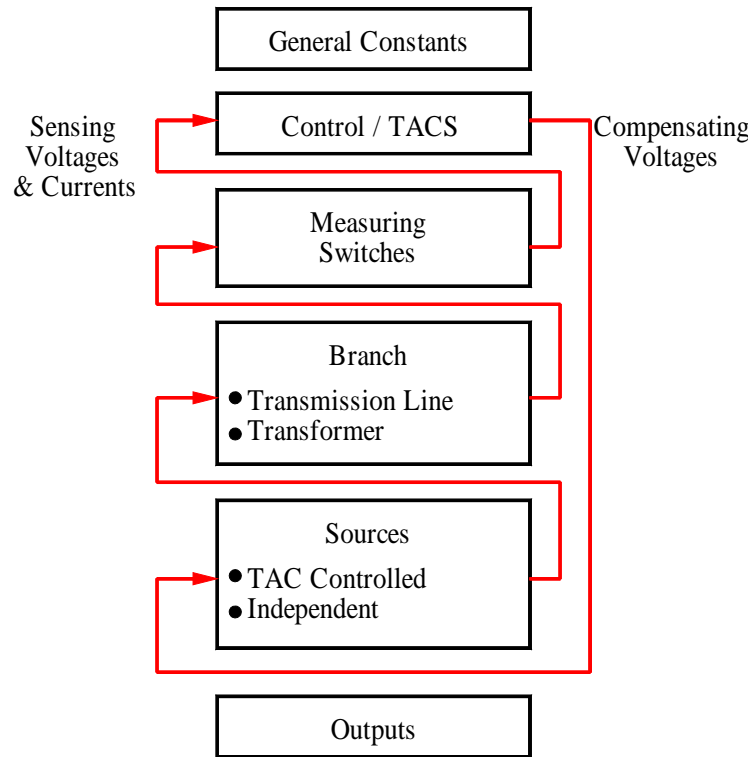 General Constants
Sensing
Voltages
& Currents
Control / TACS
Compensating
Voltages
Measuring
Switches
Branch
● Transmission Line
● Transformer
Sources
● TAC Controlled
● Independent
Outputs